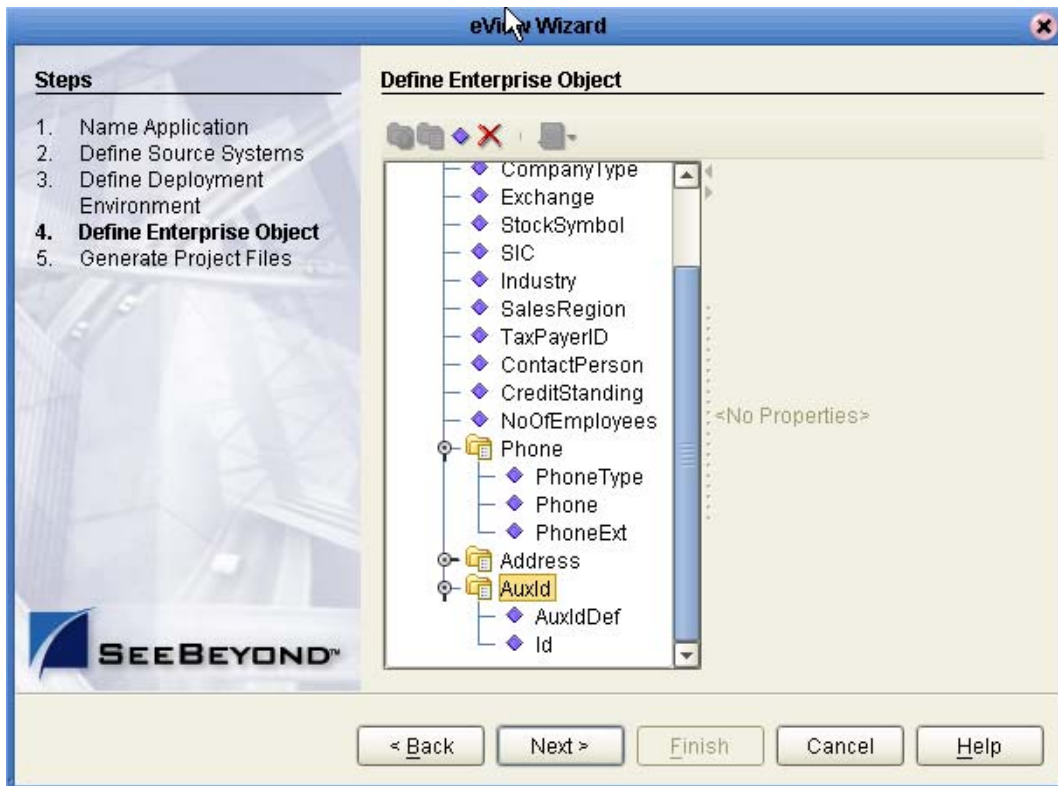 eView Wizard
Steps
1. Name Application
2. Define Source Systems
3. Define Deployment
Environment
4. Define Enterprise Object
5. Generate Project Files
SEEBEYOND™
Define Enterprise Object
CompanyType
Exchange
StockSymbol
SIC
Industry
SalesRegion
TaxPayerID
ContactPerson
CreditStanding
NoOfEmployees
Phone
PhoneType
Phone
PhoneExt
Address
AuxId
AuxIdDef
Id
<No Properties>
< Back
Next >
Finish
Cancel
Help